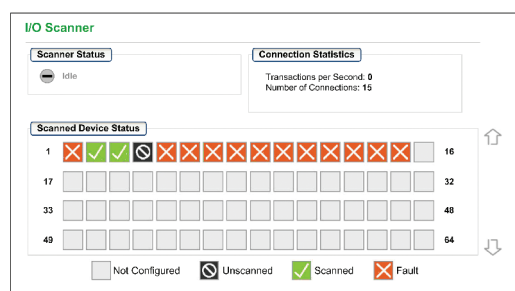 I/O Scanner
Scanner Status
Idle
Connection Statistics
Transactions per Second: 0
Number of Connections: 15
Scanned Device Status
1 16
17 32
33 48
49 64
Not Configured Unscanned Scanned Fault